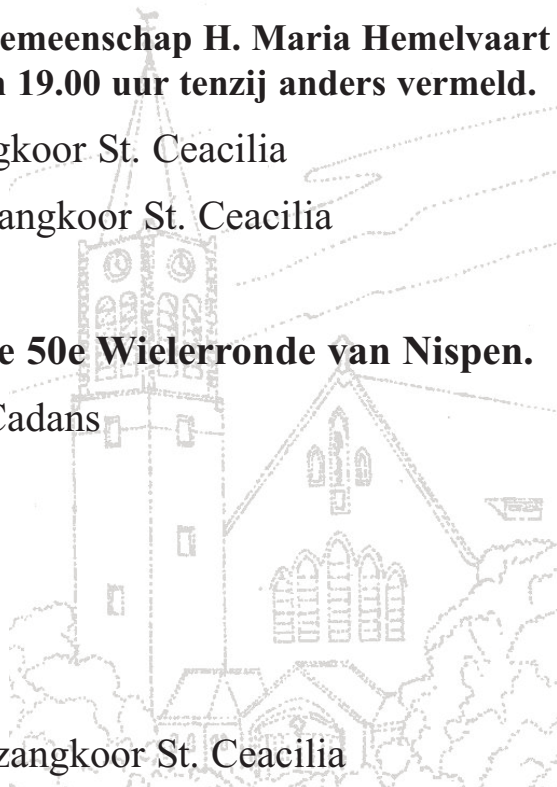 emeenschap H. Maria Hemelvaart
19.00 uur tenzij anders vermeld.
gkoor St. Ceacilia
angkoor St. Ceacilia
e 50e Wielerronde van Nispen.
Cadans
zangkoor St. Ceacilia